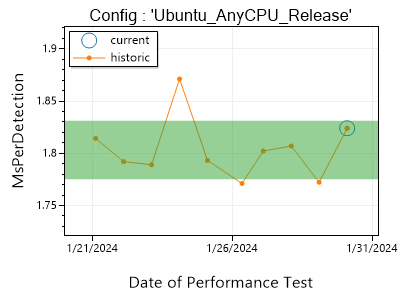 Config : 'Ubuntu_AnyCPU_Release'
current
historic
1.9
1.85
1.8
1.75
MsPerDetection
1/21/2024
1/26/2024
1/31/2024
Date of Performance Test